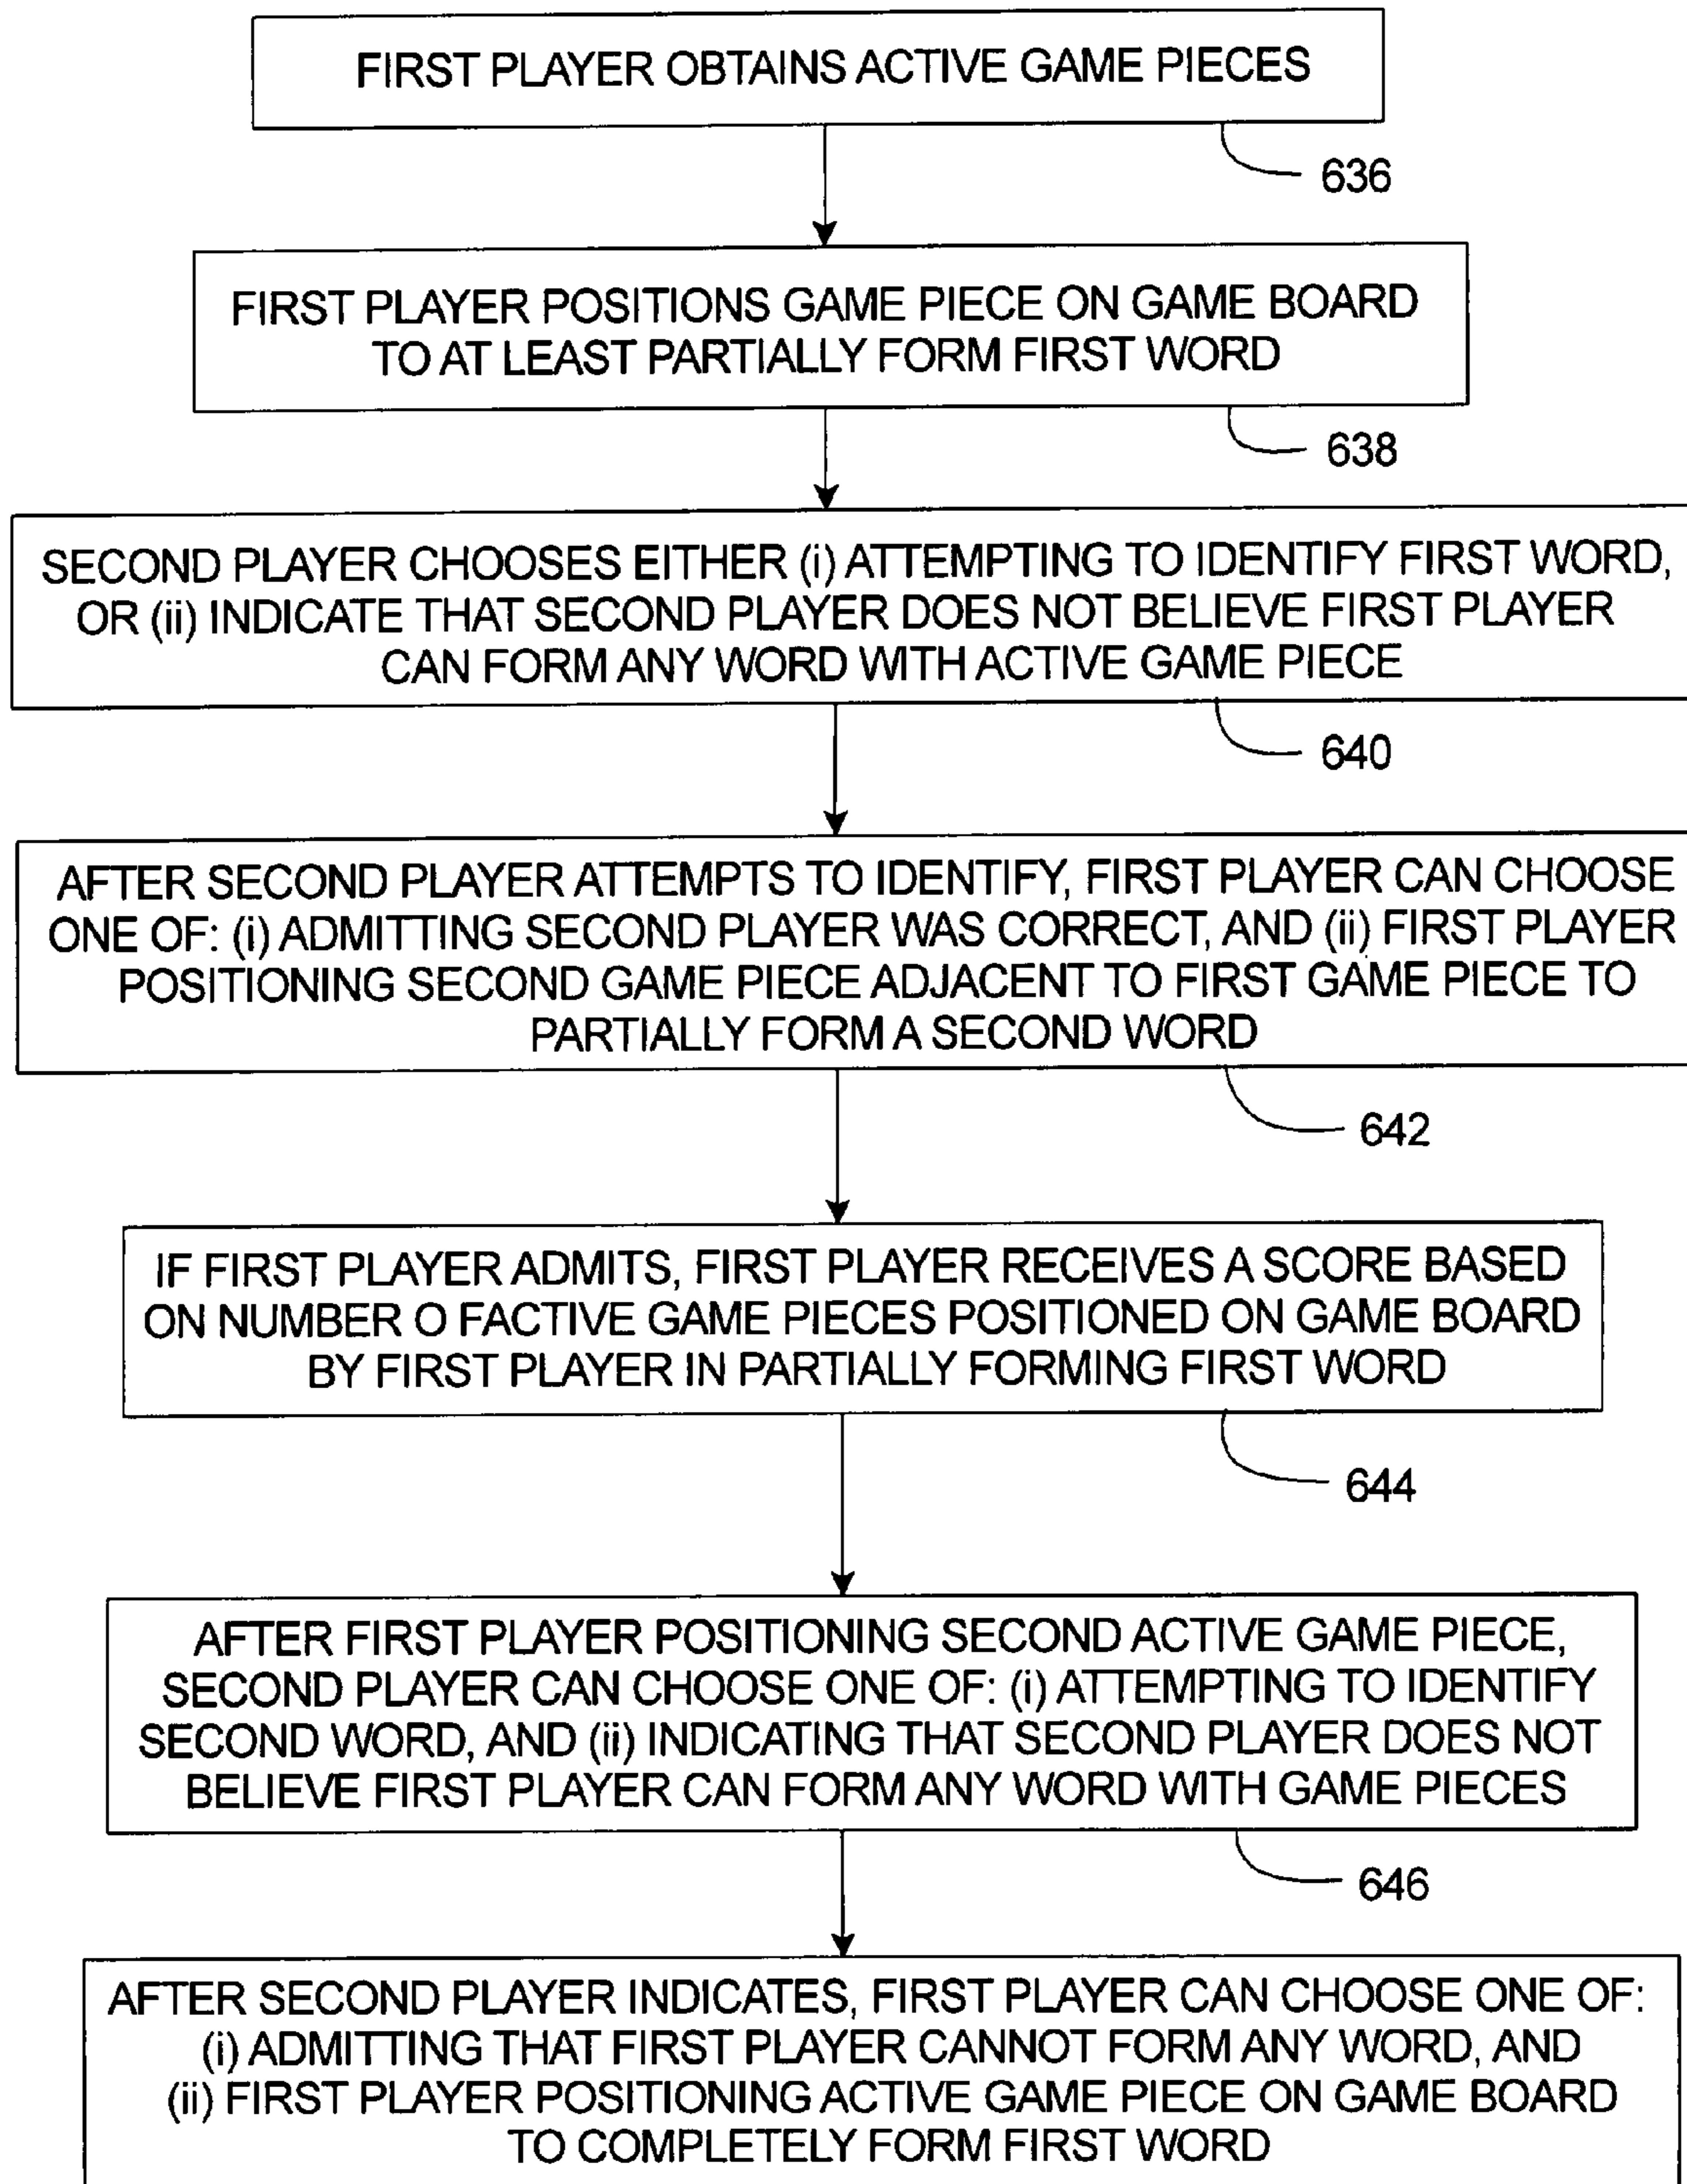 FIRST PLAYER OBTAINS ACTIVE GAME PIECES
636
FIRST PLAYER POSITIONS GAME PIECE ON GAME BOARD
TO AT LEAST PARTIALLY FORM FIRST WORD
638
SECOND PLAYER CHOOSES EITHER (i) ATTEMPTING TO IDENTIFY FIRST WORD,
OR (ii) INDICATE THAT SECOND PLAYER DOES NOT BELIEVE FIRST PLAYER
CAN FORM ANY WORD WITH ACTIVE GAME PIECE
640
AFTER SECOND PLAYER ATTEMPTS TO IDENTIFY, FIRST PLAYER CAN CHOOSE
ONE OF: (i) ADMITTING SECOND PLAYER WAS CORRECT, AND (ii) FIRST PLAYER
POSITIONING SECOND GAME PIECE ADJACENT TO FIRST GAME PIECE TO
PARTIALLY FORM A SECOND WORD
642
IF FIRST PLAYER ADMITS, FIRST PLAYER RECEIVES A SCORE BASED
ON NUMBER O FACTIVE GAME PIECES POSITIONED ON GAME BOARD
BY FIRST PLAYER IN PARTIALLY FORMING FIRST WORD
644
AFTER FIRST PLAYER POSITIONING SECOND ACTIVE GAME PIECE,
SECOND PLAYER CAN CHOOSE ONE OF: (i) ATTEMPTING TO IDENTIFY
SECOND WORD, AND (ii) INDICATING THAT SECOND PLAYER DOES NOT
BELIEVE FIRST PLAYER CAN FORM ANY WORD WITH GAME PIECES
646
AFTER SECOND PLAYER INDICATES, FIRST PLAYER CAN CHOOSE ONE OF:
(i) ADMITTING THAT FIRST PLAYER CANNOT FORM ANY WORD, AND
(ii) FIRST PLAYER POSITIONING ACTIVE GAME PIECE ON GAME BOARD
TO COMPLETELY FORM FIRST WORD